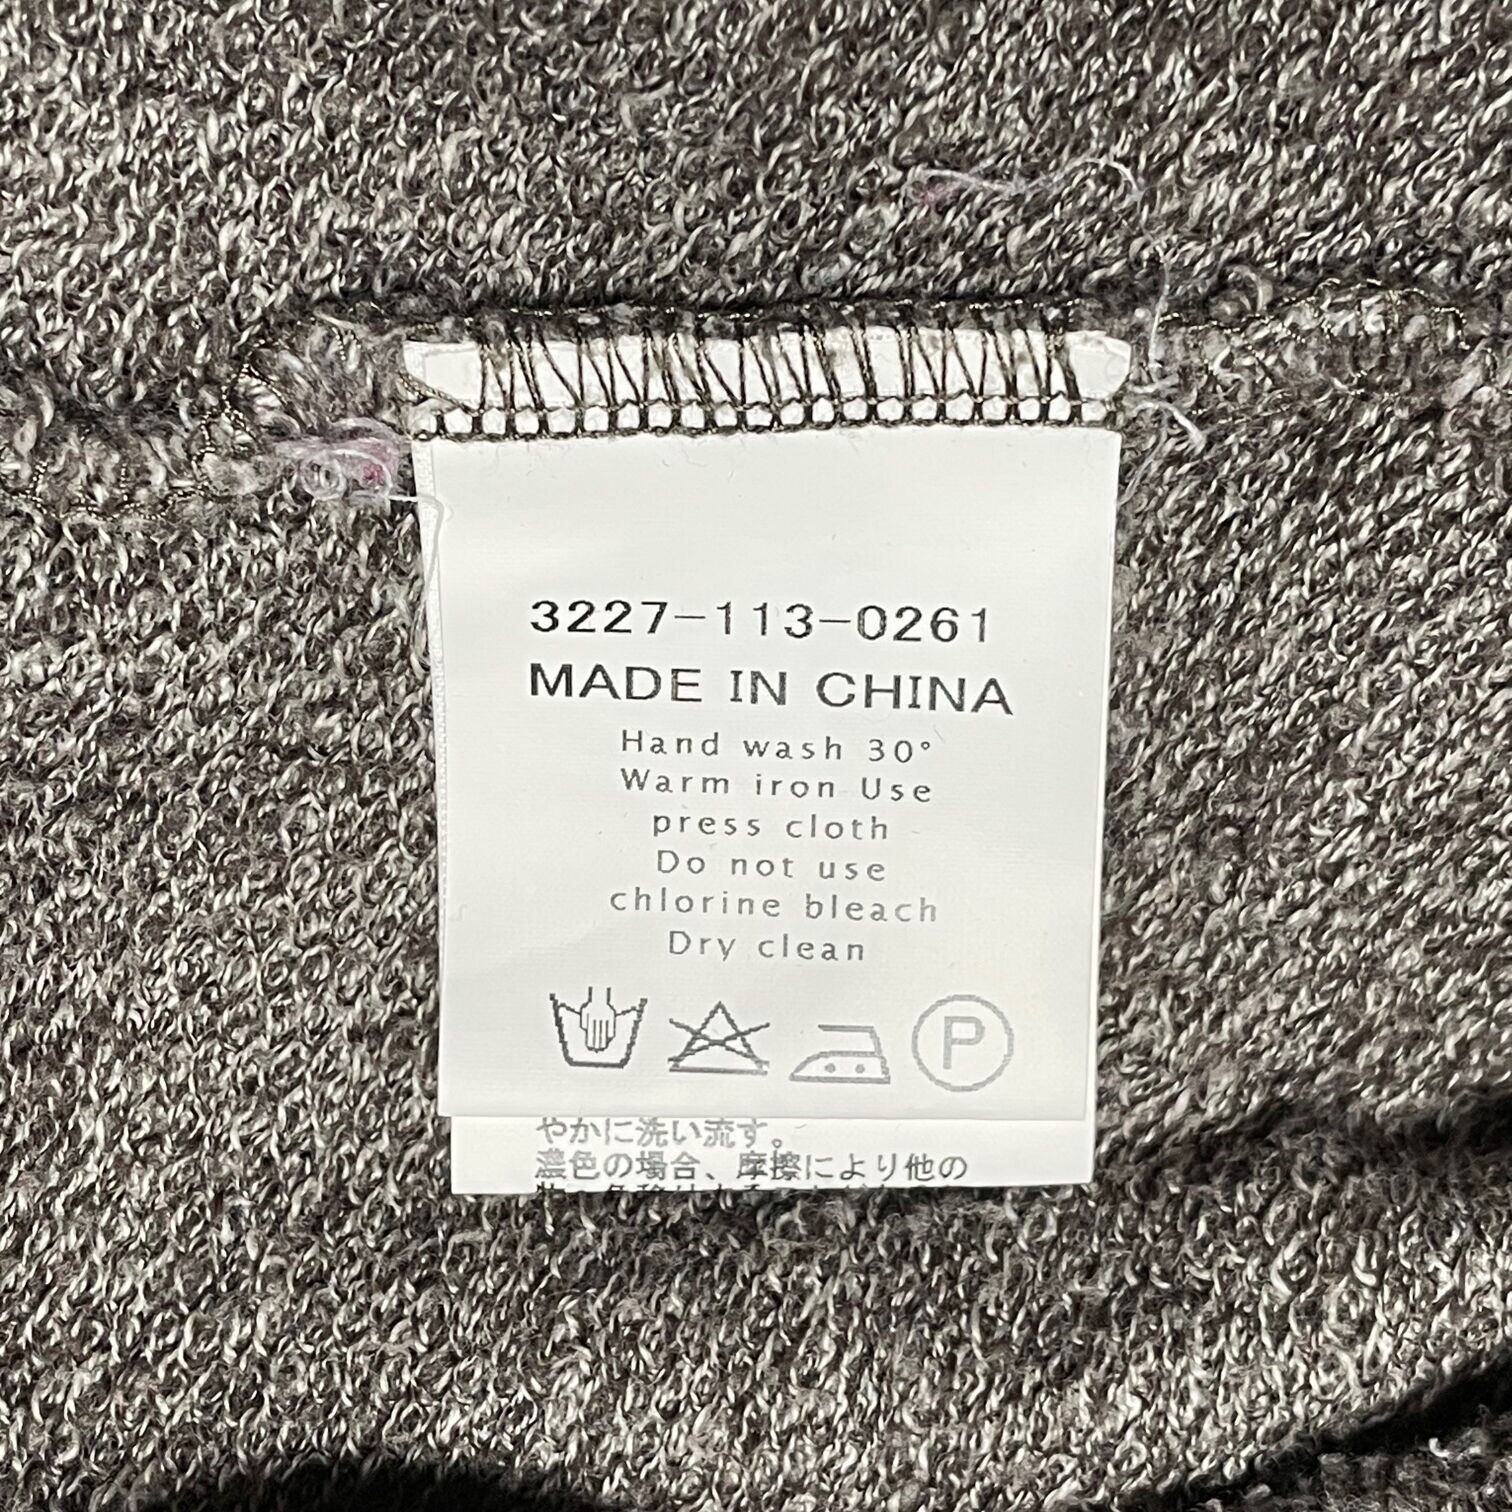 3227-113-0261
MADE IN CHINA
Hand wash 30°
Warm iron Use
press cloth
Do not use
chlorine bleach
Dry clean
P
やかに洗い流す。
濃色の場合、摩擦により他の